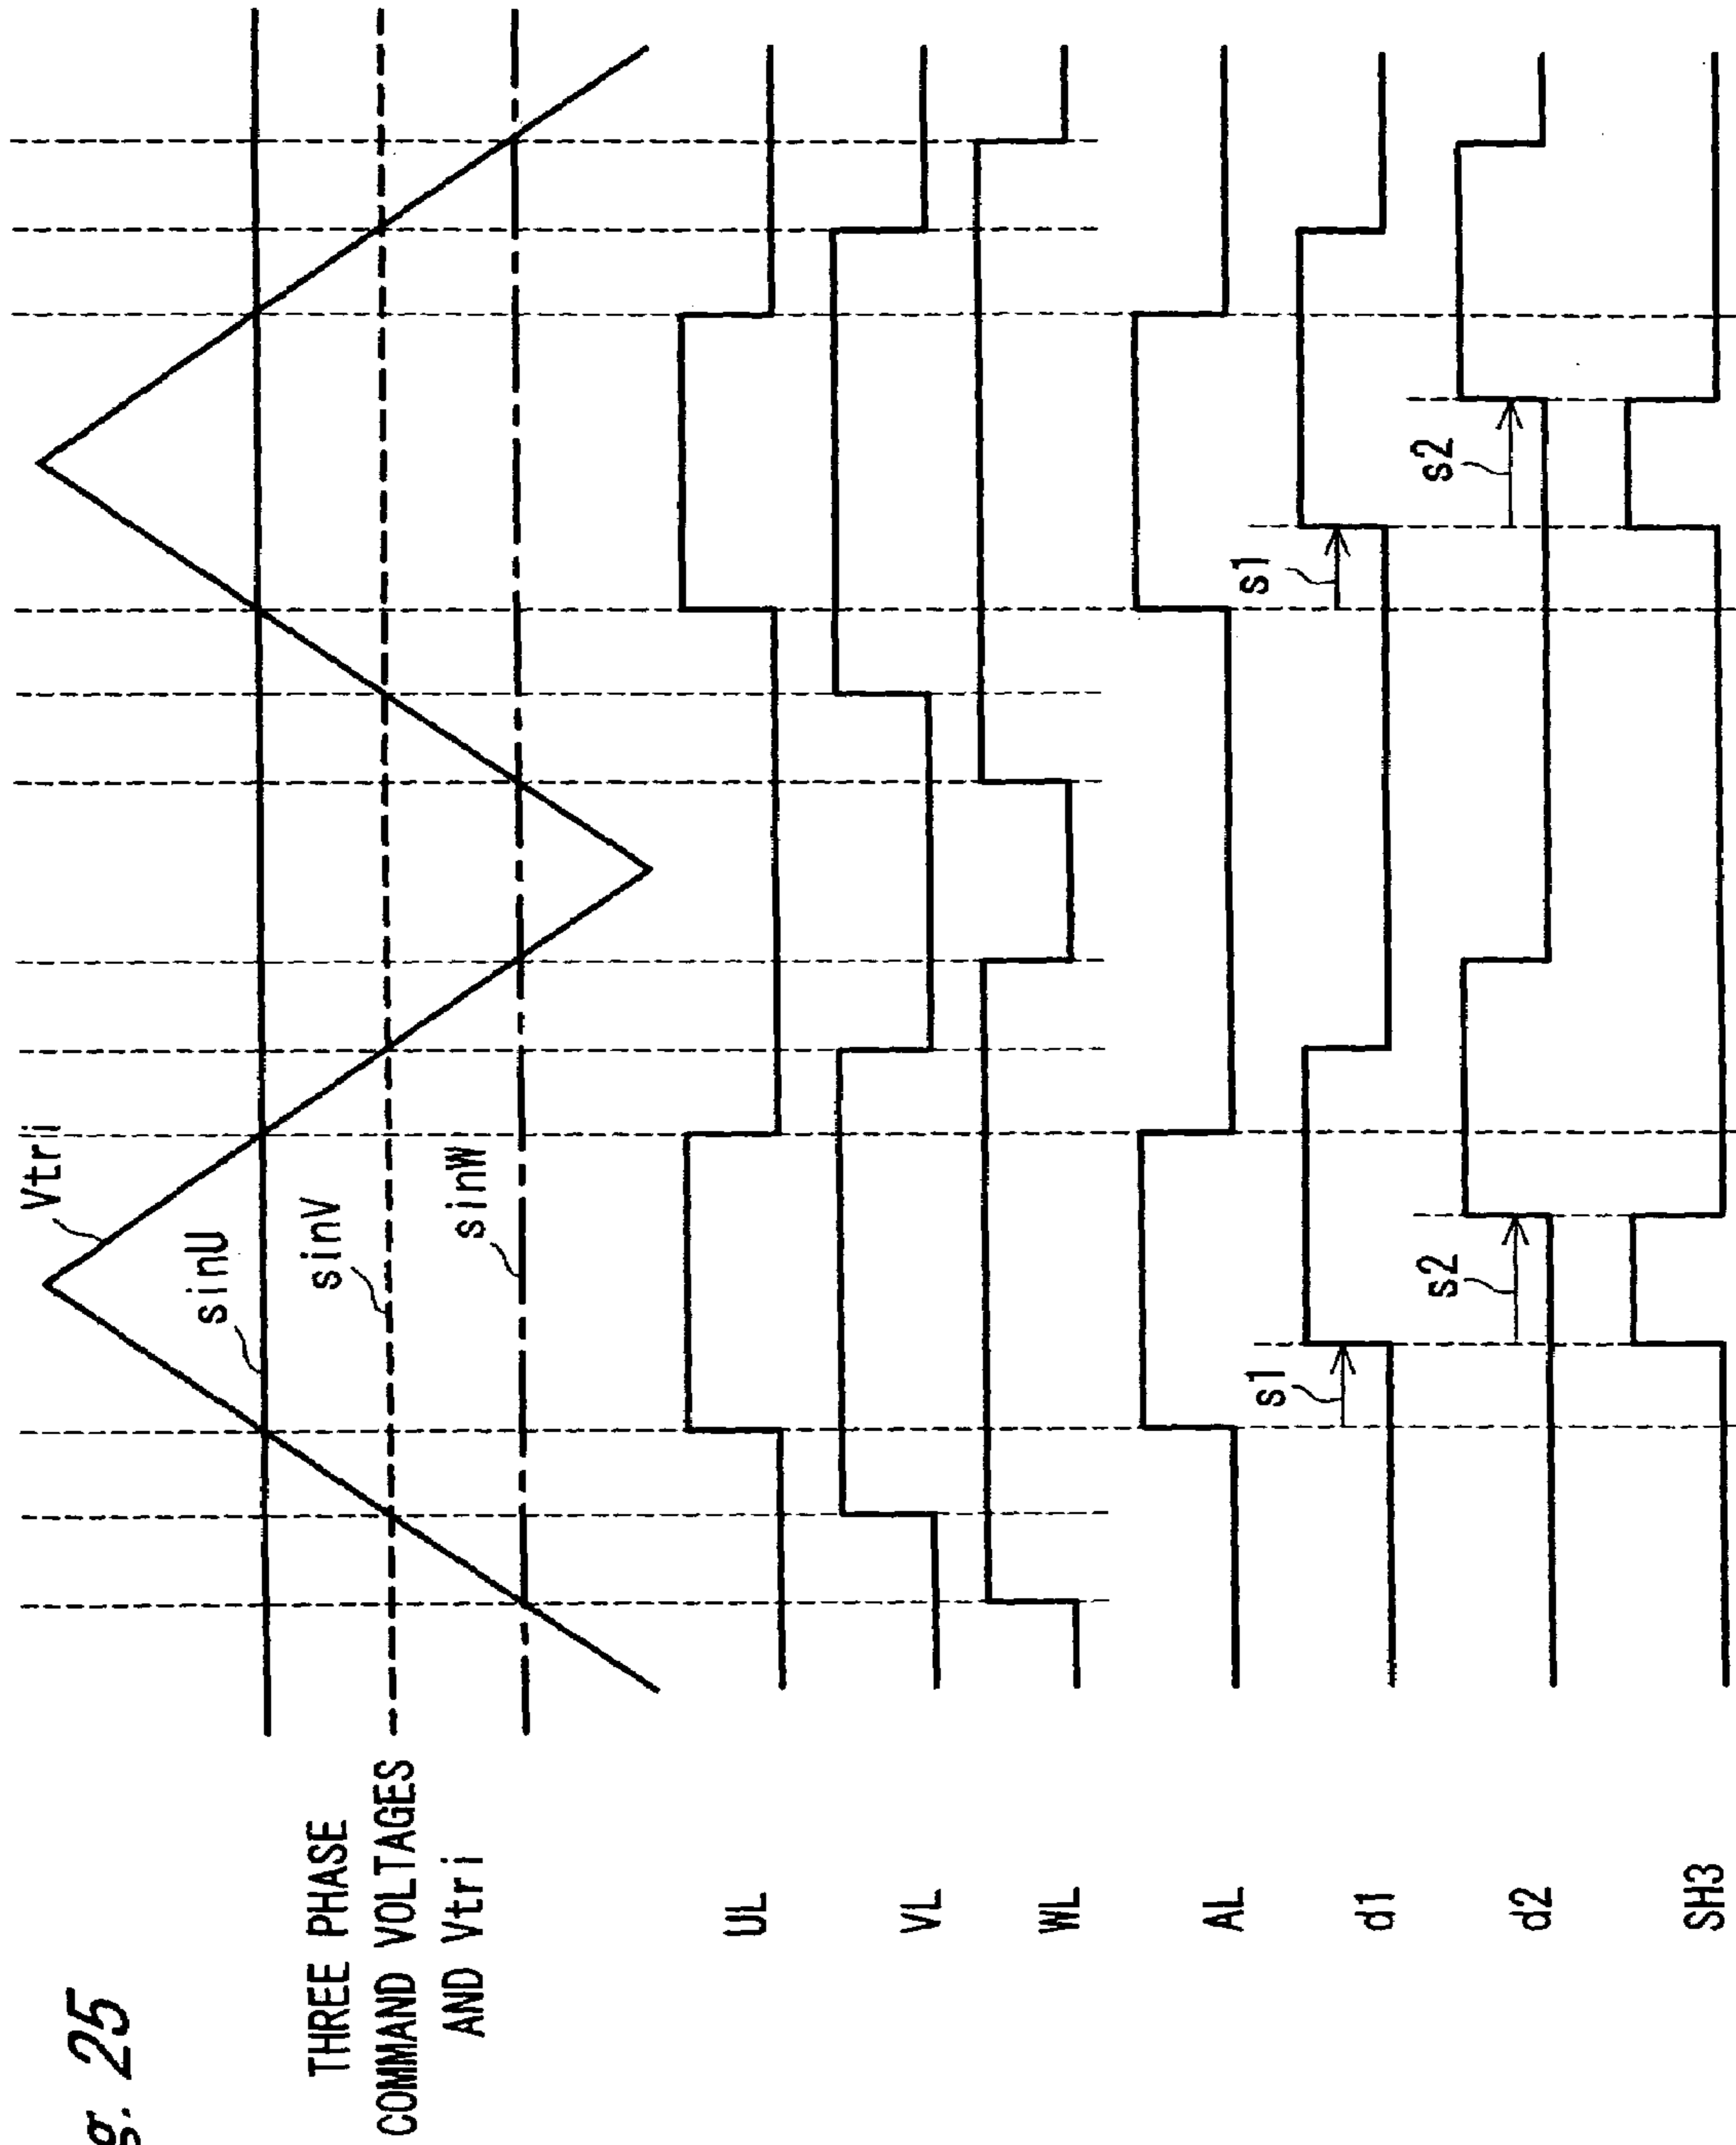 g. 25
Vtri
sinU
sinV
sinW
THREE PHASE
COMMAND VOLTAGES
AND Vtri
UL
VL
WL
AL
s1
s1
d1
s2
s2
d2
SH3